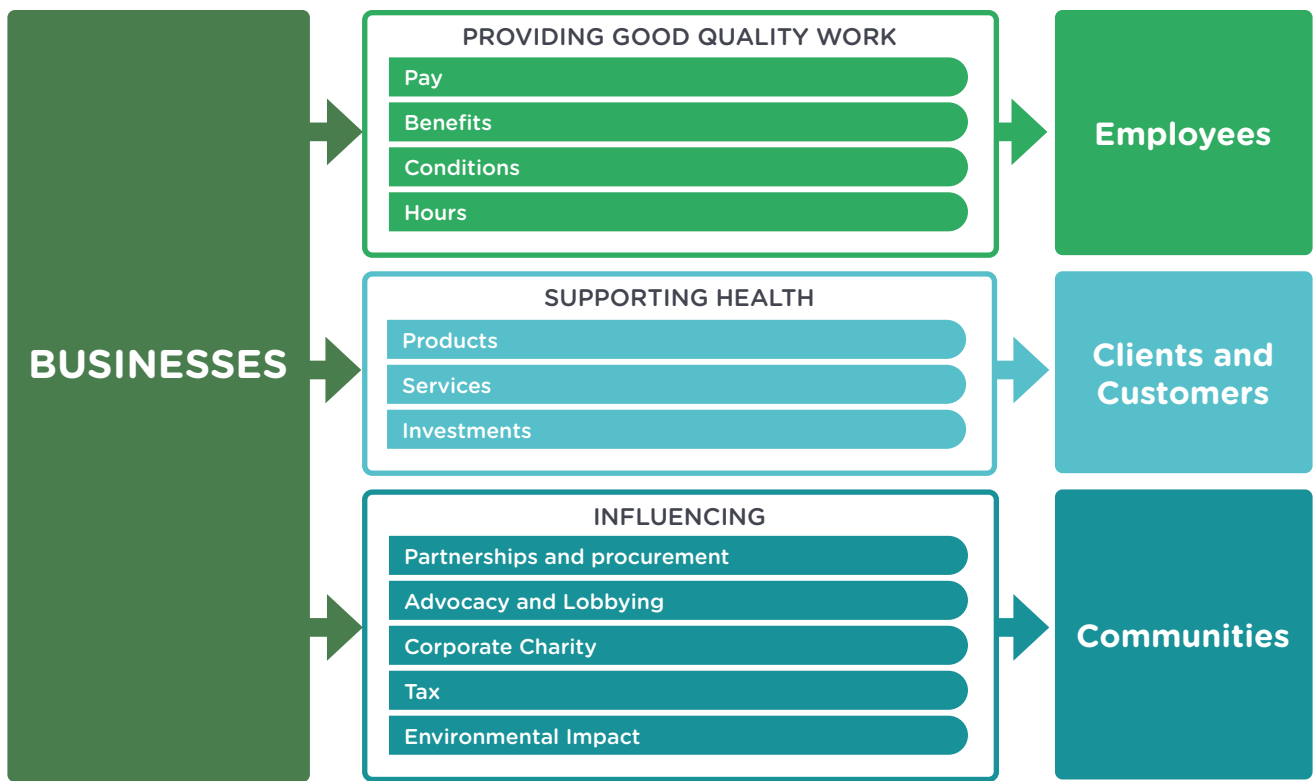 BUSINESSES
PROVIDING GOOD QUALITY WORK
Pay
Benefits
Conditions
Hours
Employees
SUPPORTING HEALTH
Products
Services
Investments
Clients and
Customers
INFLUENCING
Partnerships and procurement
Advocacy and Lobbying
Corporate Charity
Tax
Environmental Impact
Communities